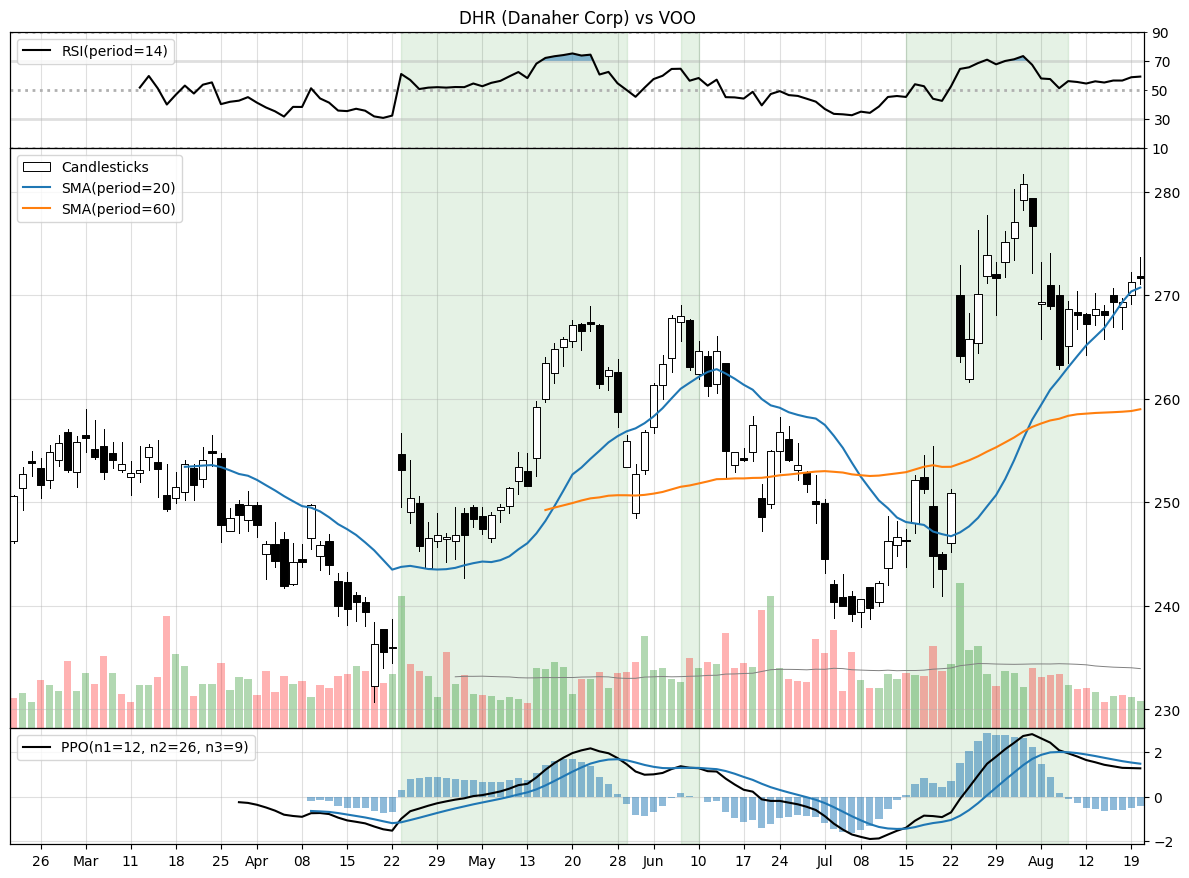 DHR (Danaher Corp) vs VOO
RSI(period=14)
90
70
50
30
10
Candlesticks
SMA(period=20)
SMA(period=60)
280
270
260
250
240
230
PPO(n1=12, n2=26, n3=9)
2
0
−2
26 Mar 11 18 25 Apr 08 15 22 29 May 13 20 28 Jun 10 17 24 Jul 08 15 22 29 Aug 12 19